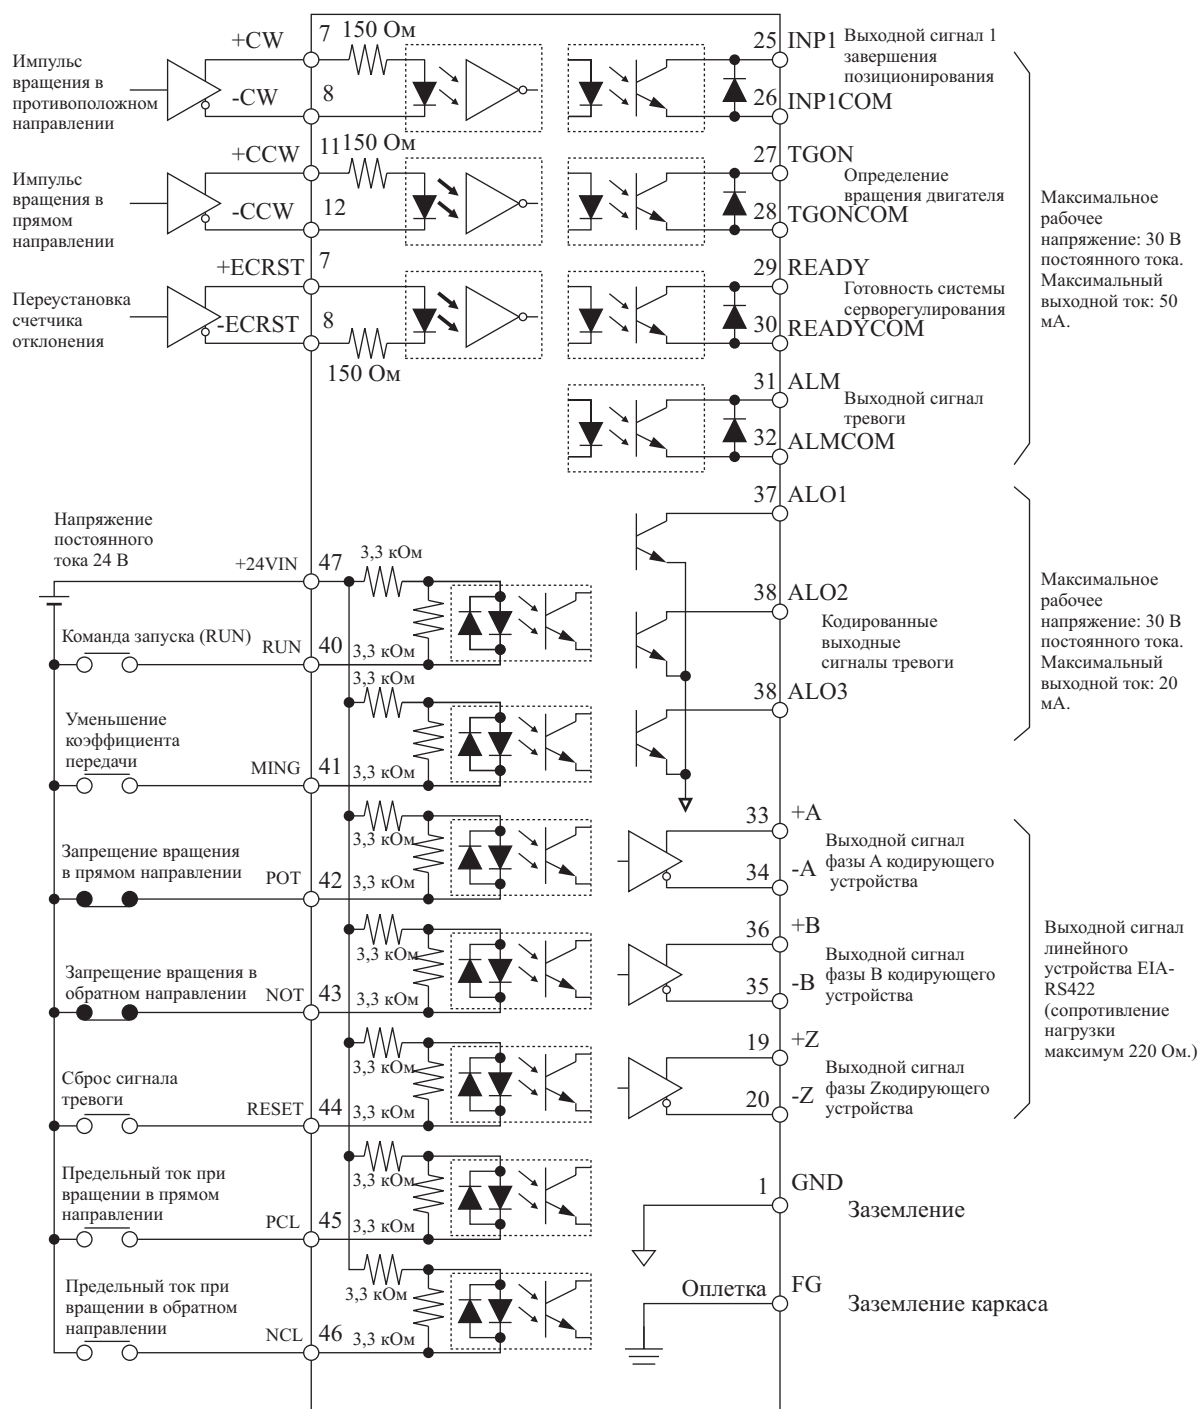 Импульс
вращения в
противоположном
направлении
+CW
7
150 Ом
-CW
8
Импульс
вращения в
прямом
направлении
+CCW
11
150 Ом
-CCW
12
Переустановка
счетчика
отклонения
+ECRST
7
-ECRST
8
150 Ом
25
INP1
Выходной сигнал 1
завершения
позиционирования
26
INP1COM
27
TGON
Определение
вращения двигателя
28
TGONCOM
29
READY
Готовность системы
серворегулирования
30
READYCOM
31
ALM
Выходной сигнал
тревоги
32
ALMCOM
Максимальное
рабочее
напряжение: 30 В
постоянного тока.
Максимальный
выходной ток: 50
мА.
37
ALO1
38
ALO2
Кодированные
выходные
сигналы тревоги
38
ALO3
Максимальное
рабочее
напряжение: 30 В
постоянного тока.
Максимальный
выходной ток: 20
мА.
Напряжение
постоянного
тока 24 В
+24VIN
47
3,3 кОм
Команда запуска (RUN)
RUN
40
3,3 кОм
3,3 кОм
Уменьшение
коэффициента
передачи
MING
41
3,3 кОм
3,3 кОм
Запрещение вращения
в прямом направлении
POT
42
3,3 кОм
3,3 кОм
Запрещение вращения в
обратном направлении
NOT
43
3,3 кОм
3,3 кОм
Сброс сигнала
тревоги
RESET
44
3,3 кОм
3,3 кОм
Предельный ток при
вращении в прямом
направлении
PCL
45
3,3 кОм
3,3 кОм
Предельный ток при
вращении в обратном
направлении
NCL
46
3,3 кОм
33
+A
Выходной сигнал
фазы А кодирующего
устройства
34
-A
36
+B
Выходной сигнал
фазы В кодирующего
устройства
35
-B
19
+Z
Выходной сигнал
фазы Zкодирующего
устройства
20
-Z
Выходной сигнал
линейного
устройства EIA-
RS422
(сопротивление
нагрузки
максимум 220 Ом.)
1
GND
Заземление
Оплетка
FG
Заземление каркаса